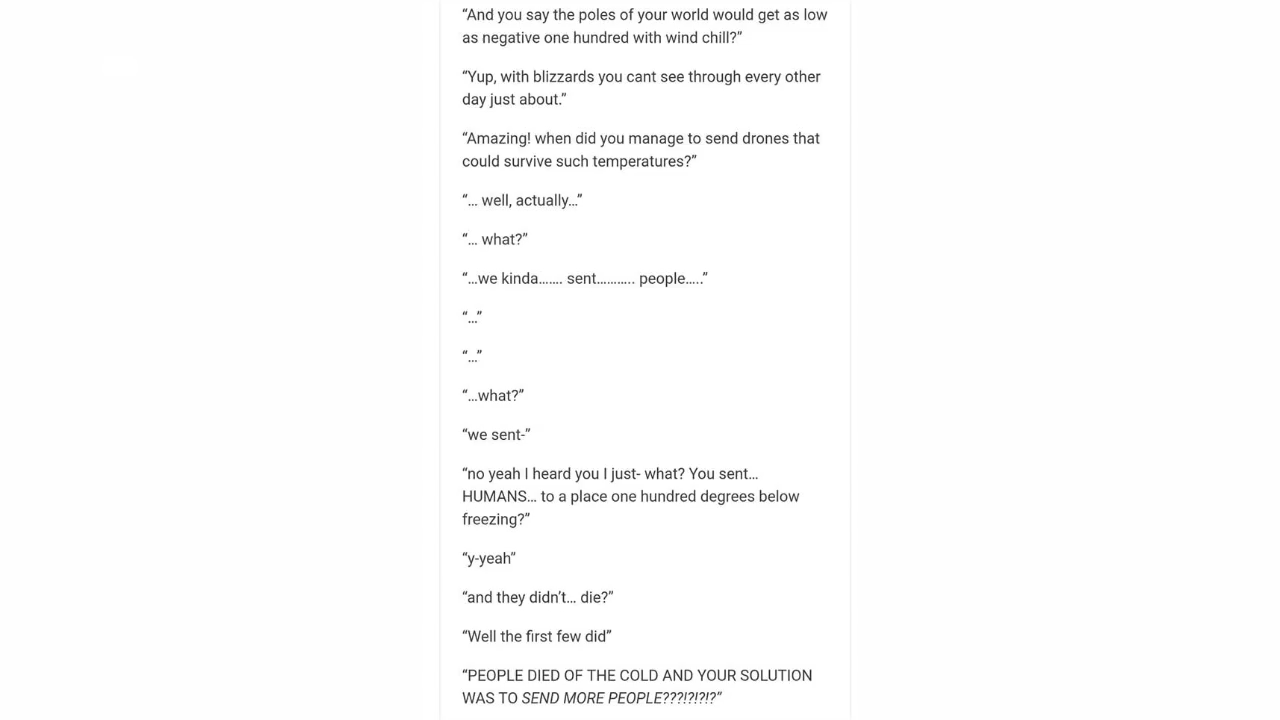 “And you say the poles of your world would get as low
as negative one hundred with wind chill?”
“Yup, with blizzards you cant see through every other
day just about.”
“Amazing! when did you manage to send drones that
could survive such temperatures?”
“… well, actually…”
“… what?”
“…we kinda……. sent……….. people…..”
“…”
“…”
“…what?”
“we sent-”
“no yeah I heard you I just- what? You sent…
HUMANS… to a place one hundred degrees below
freezing?”
“y-yeah”
“and they didn’t… die?”
“Well the first few did”
“PEOPLE DIED OF THE COLD AND YOUR SOLUTION
WAS TO SEND MORE PEOPLE???!?!?!?”